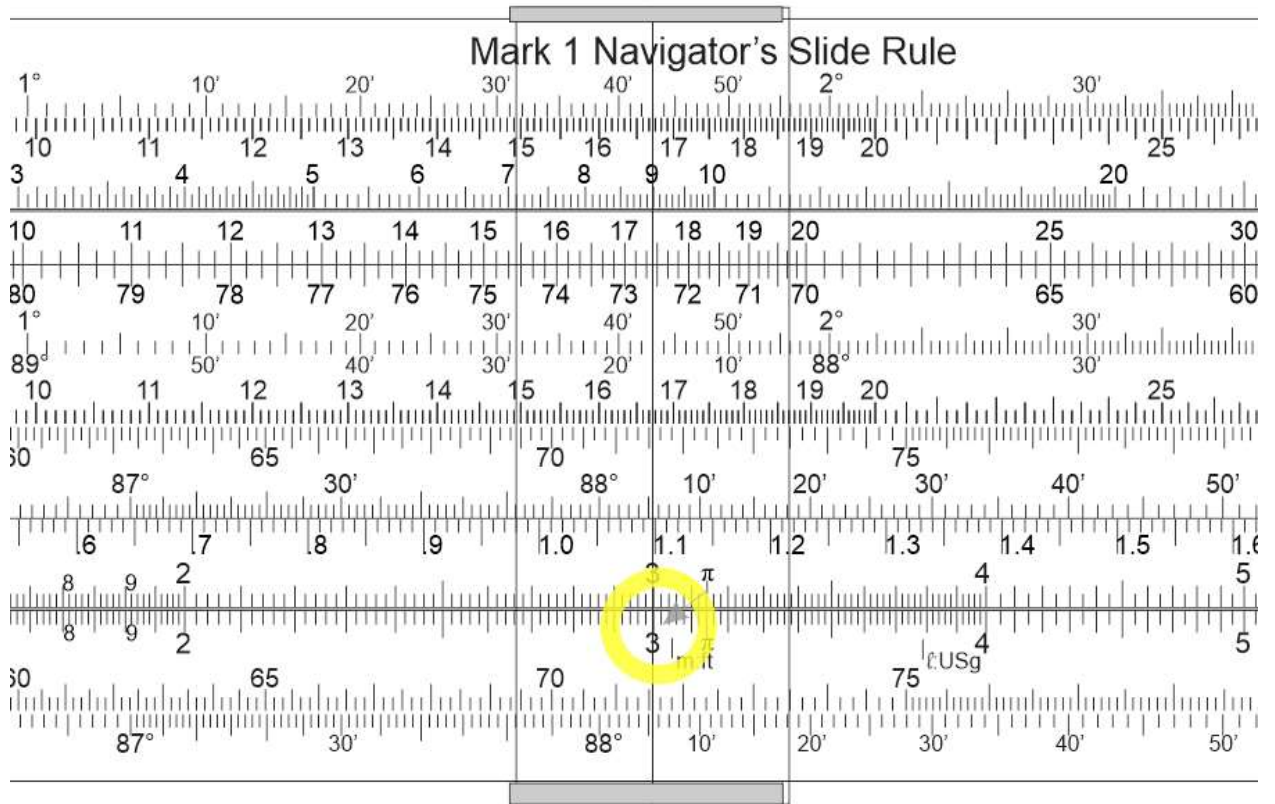 Mark 1 Navigator's Slide Rule
1° 10' 20' 30' 40' 50' 2° 30'
10 11 12 13 14 15 16 17 18 19 20 25
3 4 5 6 7 8 9 10 20
10 11 12 13 14 15 16 17 18 19 20 25 30
80 79 78 77 76 75 74 73 72 71 70 65 60
1° 10' 20' 30' 40' 50' 2° 30'
89° 50' 40' 30' 20' 10' 88° 30'
10 11 12 13 14 15 16 17 18 19 20 25
60 65 70 75
87° 30' 88° 10' 20' 30' 40' 50'
.6 .7 .8 .9 1.0 1.1 1.2 1.3 1.4 1.5 1.6
8 9 2 3 π 4 5
8 9 2 3 π 4 5
m:ft ℓ:USg
60 65 70 75
87° 30' 88° 10' 20' 30' 40' 50'